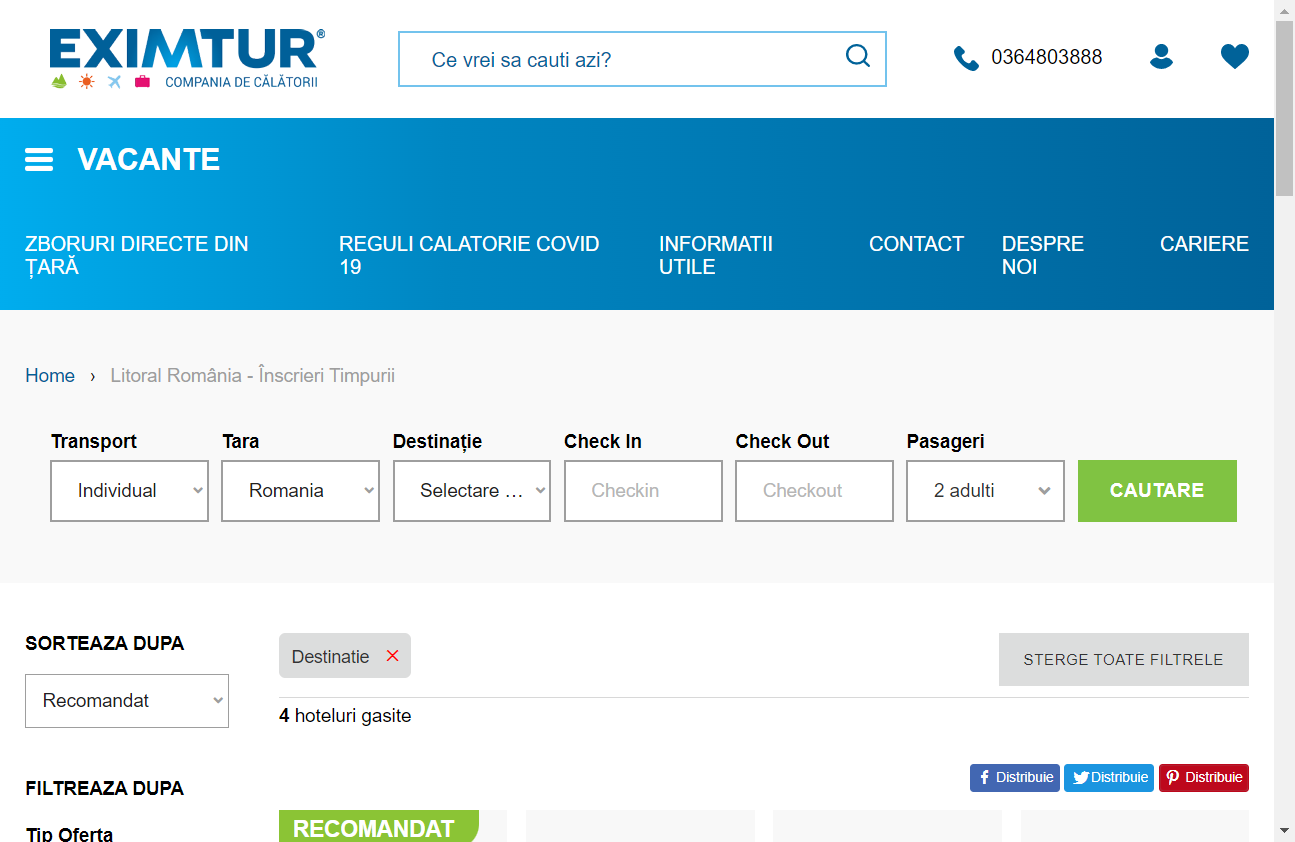 EXIMTUR®
COMPANIA DE CĂLĂTORII
Ce vrei sa cauti azi?
0364803888
VACANTE
ZBORURI DIRECTE DIN
ȚARĂ
REGULI CALATORIE COVID
19
INFORMATII
UTILE
CONTACT
DESPRE
NOI
CARIERE
Home › Litoral România - Înscrieri Timpurii
Transport Tara Destinație Check In Check Out Pasageri
Individual Romania Selectare ... Checkin Checkout 2 adulti CAUTARE
SORTEAZA DUPA
Recomandat
FILTREAZA DUPA
Tip Oferta
Destinatie ×
STERGE TOATE FILTRELE
4 hoteluri gasite
Distribuie Distribuie Distribuie
RECOMANDAT